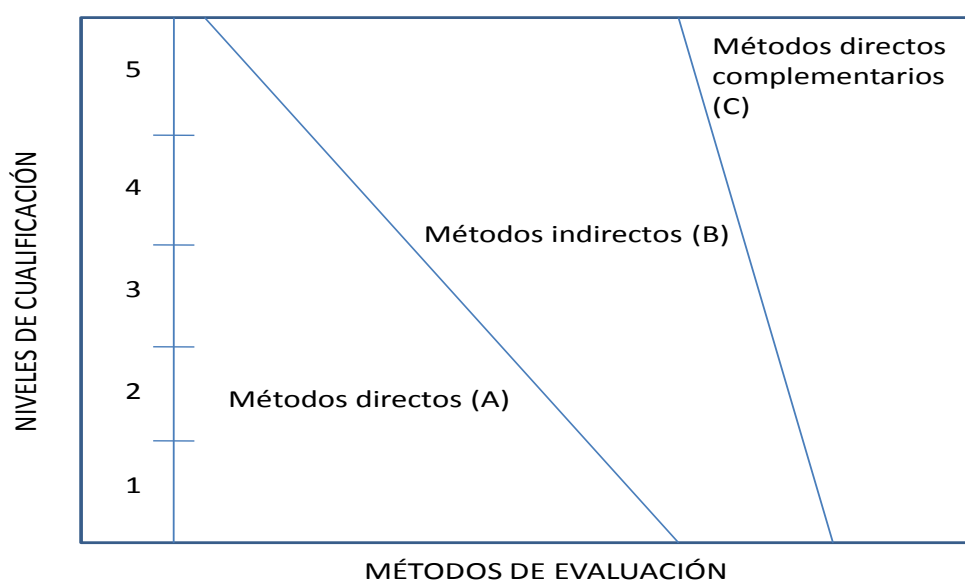 NIVELES DE CUALIFICACIÓN
5
4
3
2
1
Métodos directos
complementarios
(C)
Métodos indirectos (B)
Métodos directos (A)
MÉTODOS DE EVALUACIÓN